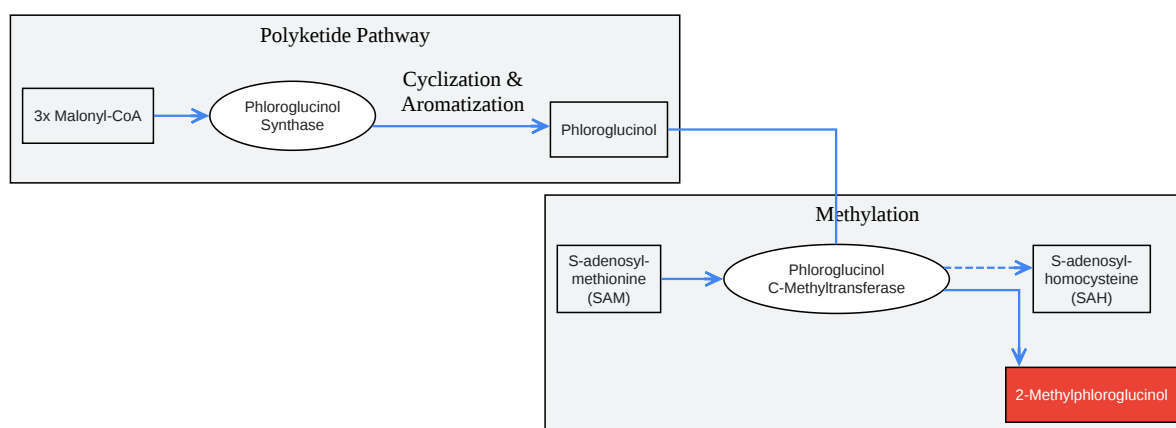 Polyketide Pathway
Cyclization &
Aromatization
3x Malonyl-CoA
Phloroglucinol
Synthase
Phloroglucinol
Methylation
S-adenosyl-
methionine
(SAM)
Phloroglucinol
C-Methyltransferase
S-adenosyl-
homocysteine
(SAH)
2-Methylphloroglucinol